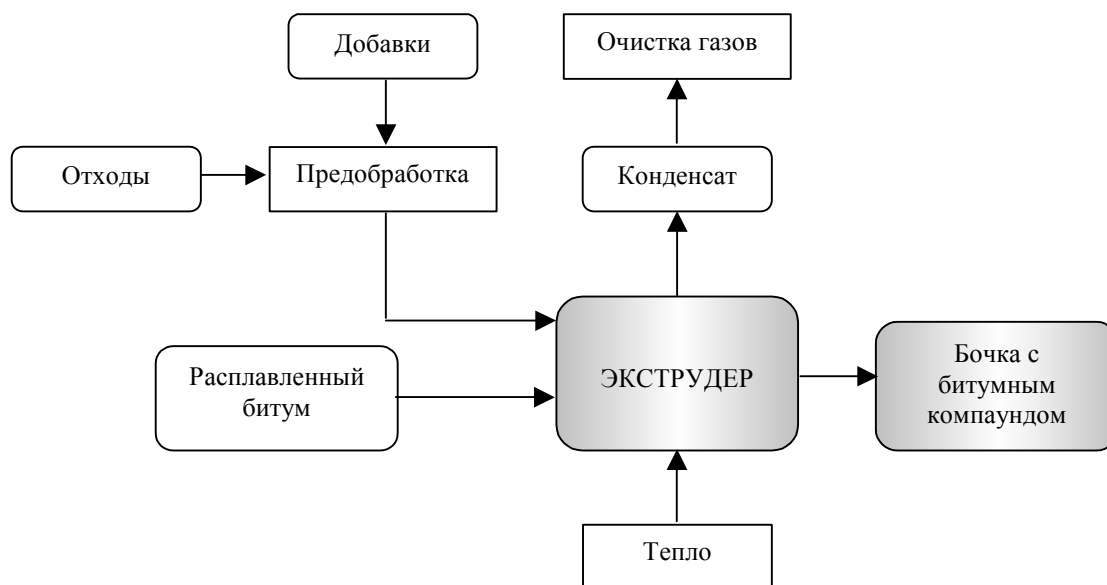 Добавки
Очистка газов
Отходы
Предобработка
Конденсат
Расплавленный
битум
ЭКСТРУДЕР
Бочка с
битумным
компаундом
Тепло